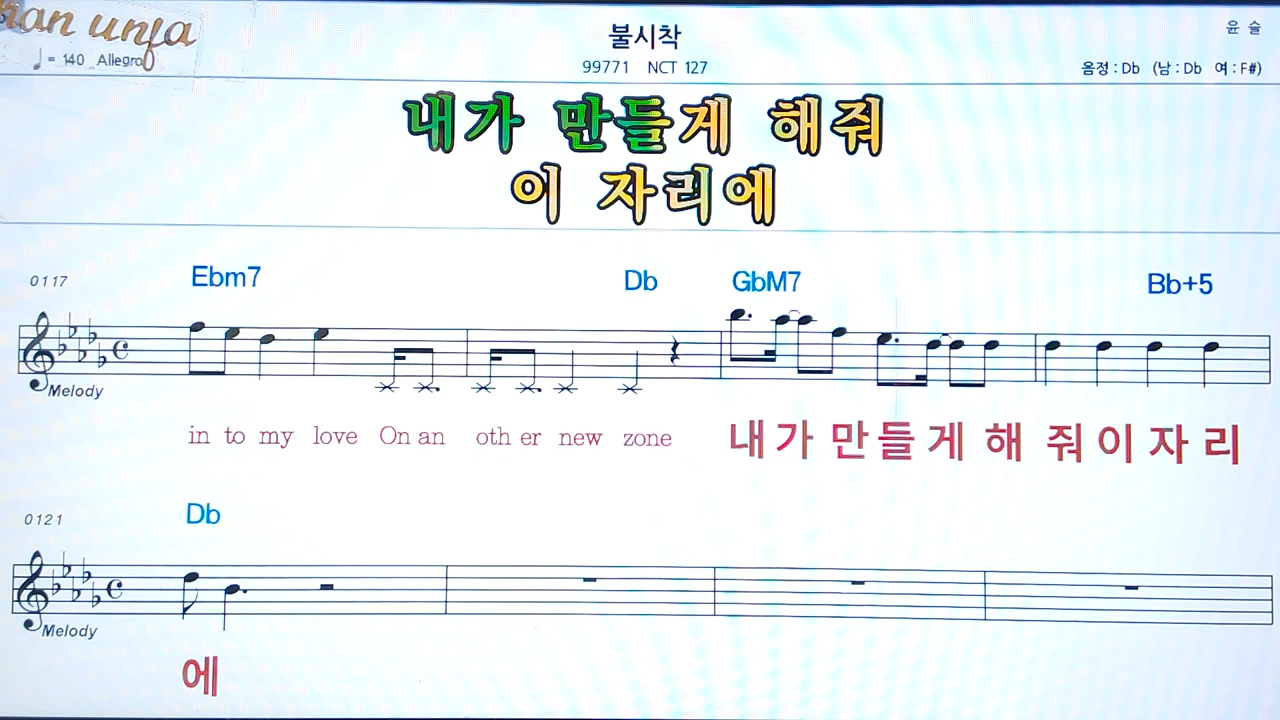 불시착
윤 슬
♩= 140 Allegro
99771 NCT 127
음정 : Db (남 : Db 여 : F#)
내가 만들게 해줘
이 자리에
0117 Ebm7 Db GbM7 Bb+5
Melody
in to my love On an oth er new zone 내 가 만 들 게 해 줘 이 자 리
0121 Db
Melody
에